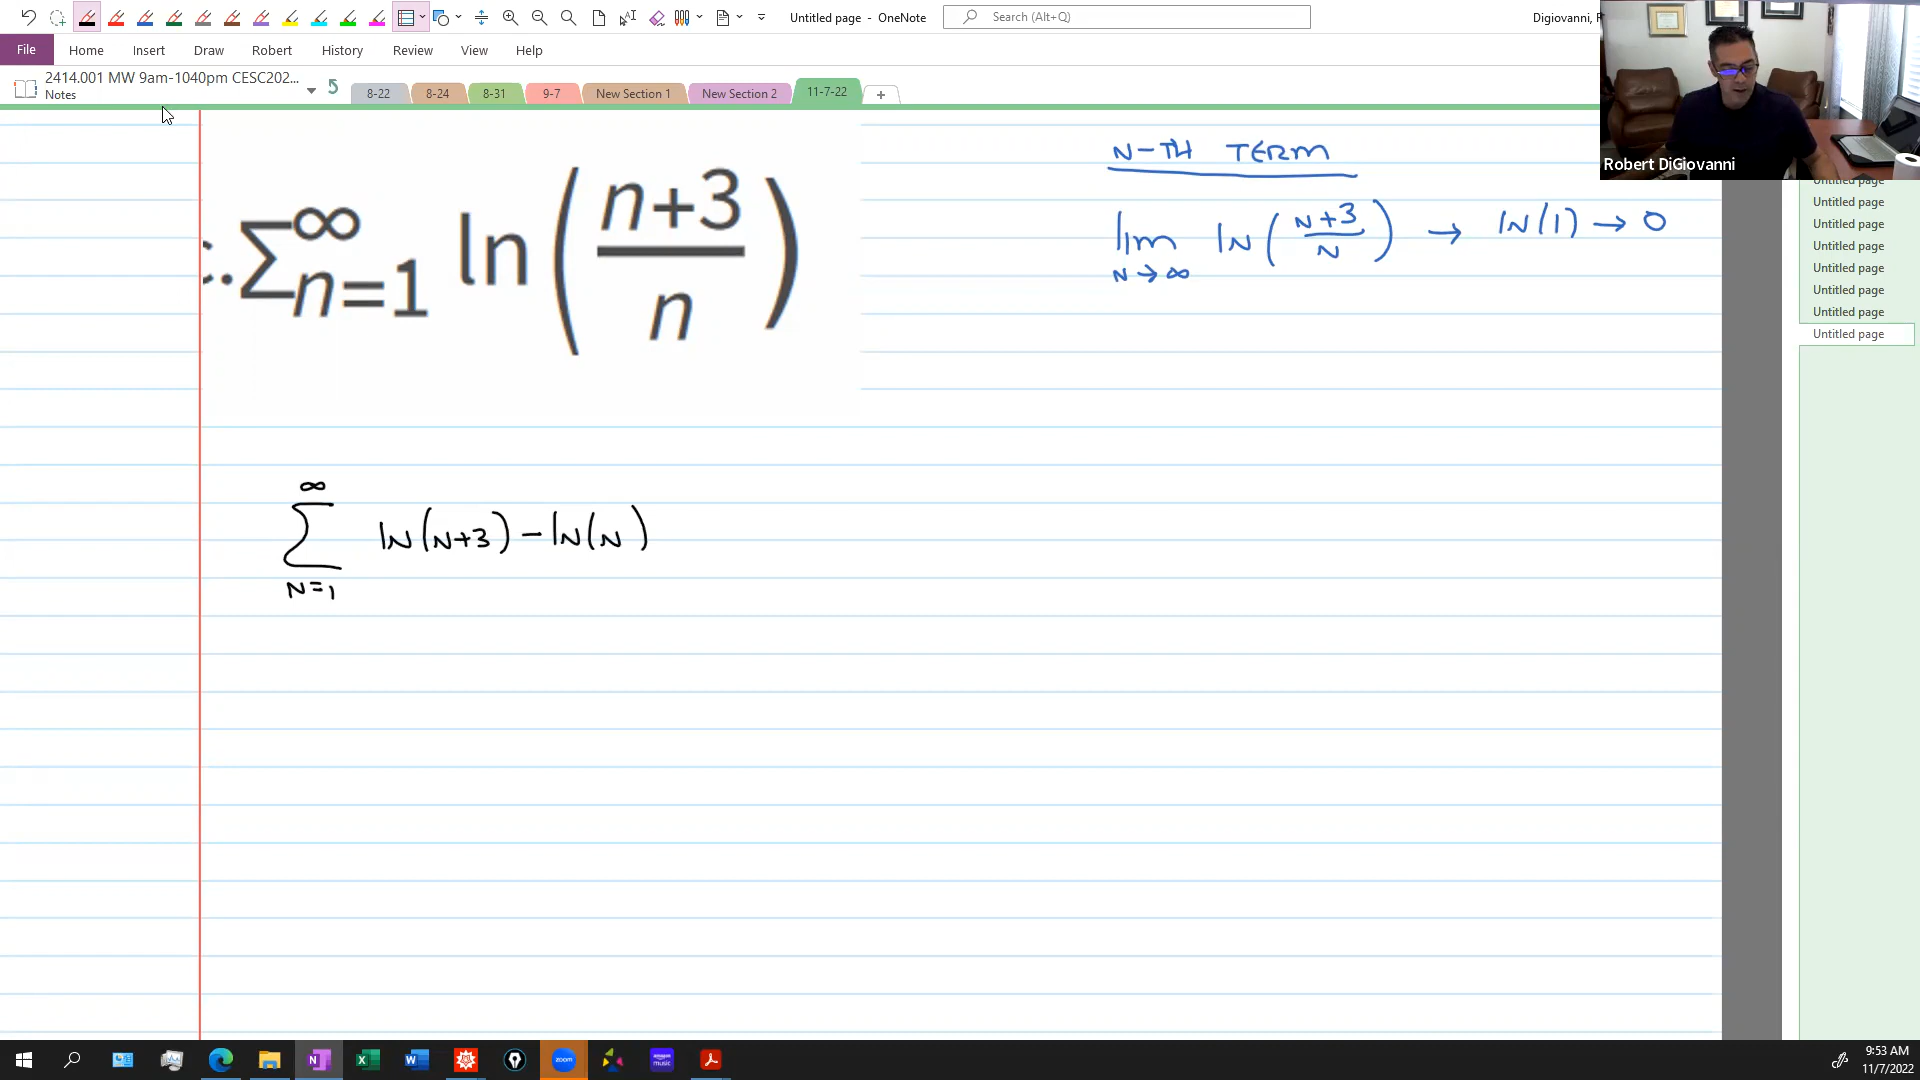 Untitled page - OneNote
Search (Alt+Q)
Digiovanni,
File Home Insert Draw Robert History Review View Help
2414.001 MW 9am-1040pm CESC202...
Notes
8-22 8-24 8-31 9-7 New Section 1 New Section 2 11-7-22 +
Robert DiGiovanni
Untitled page
Untitled page
Untitled page
Untitled page
Untitled page
Untitled page
Untitled page
Untitled page
∑ ∞ n=1 ln( n+3 / n )
N-TH TERM
lim N→∞ lN( N+3 / N ) → lN(1) → 0
∑ ∞ N=1 lN(N+3) - lN(N)
zoom
amazon music
9:53 AM
11/7/2022